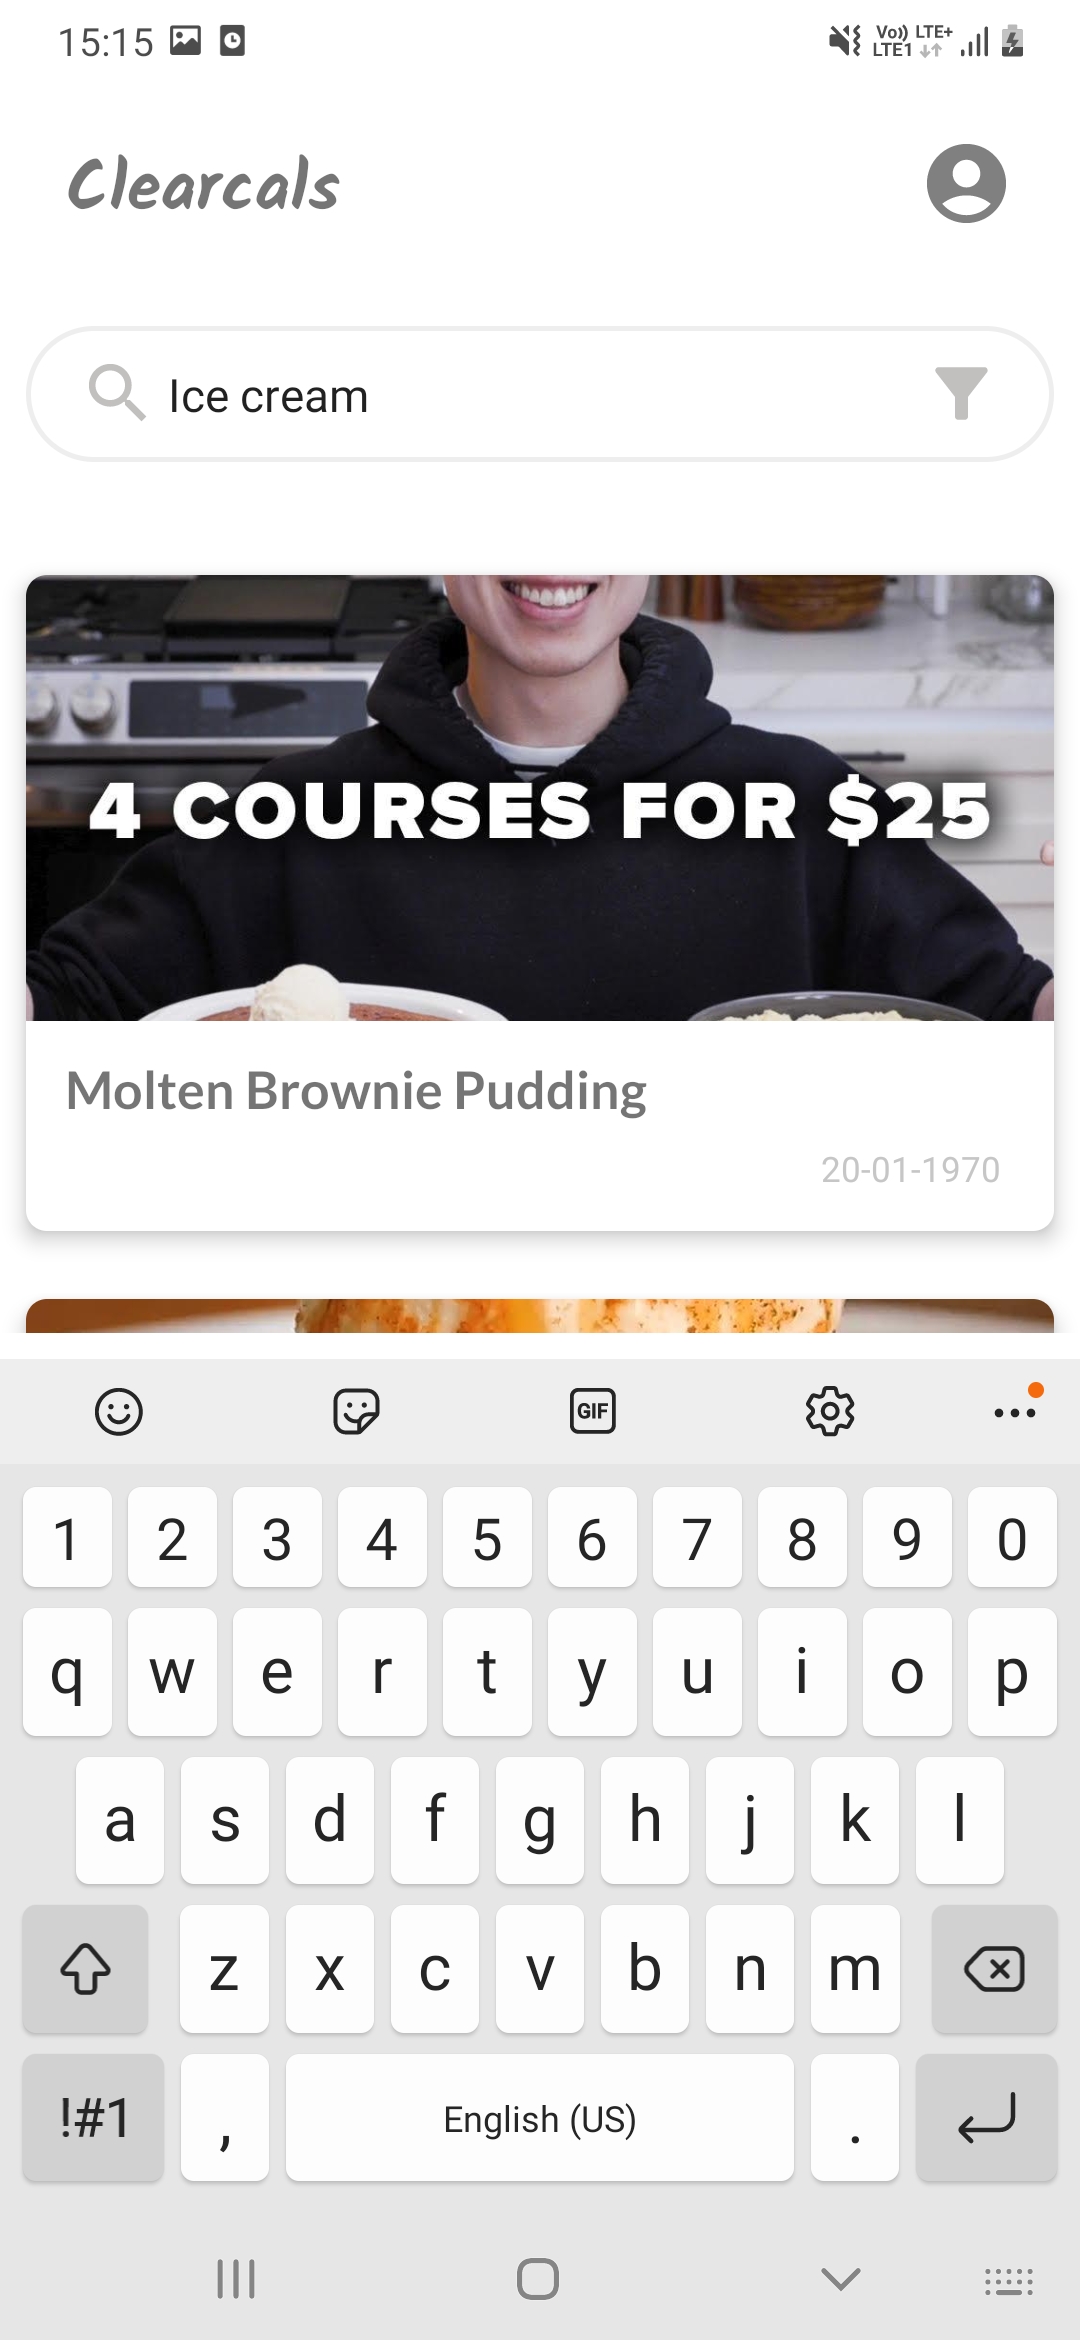 15:15
Vo)) LTE+
LTE1
Clearcals
Ice cream
4 COURSES FOR $25
Molten Brownie Pudding
20-01-1970
GIF
1 2 3 4 5 6 7 8 9 0
q w e r t y u i o p
a s d f g h j k l
z x c v b n m
!#1 , English (US) .